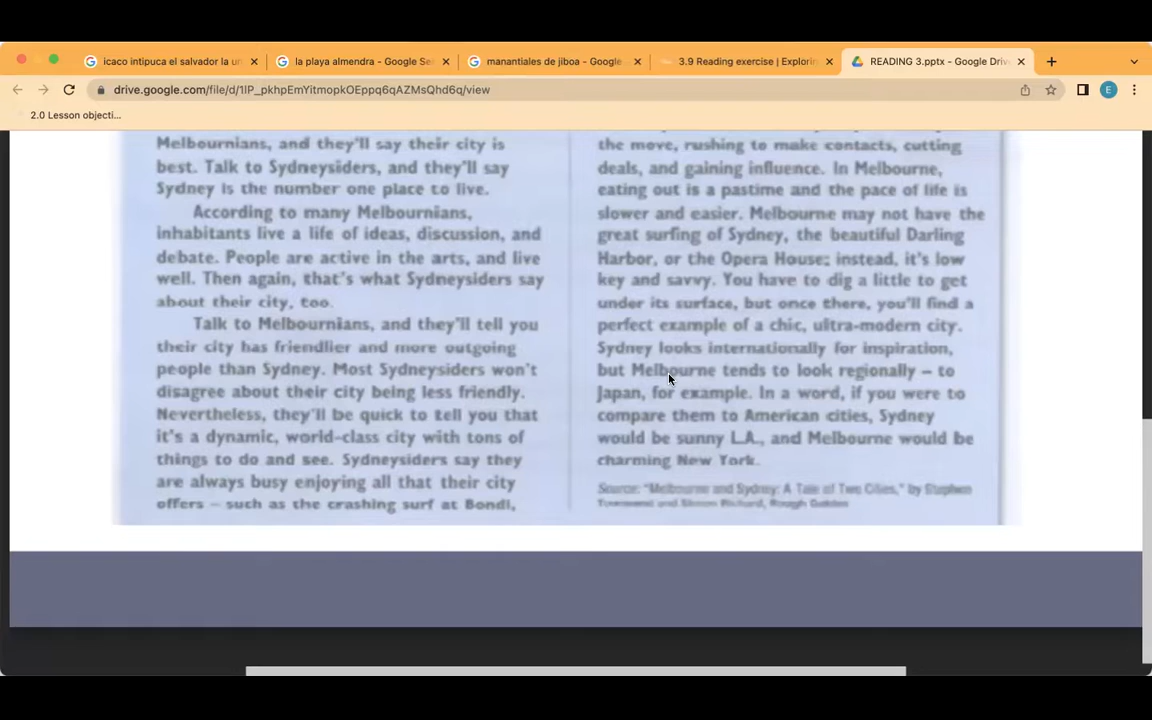 icaco intipuca el salvador la un
la playa almendra - Google Se
manantiales de jiboa - Google
3.9 Reading exercise | Explorin
READING 3.pptx - Google Driv
drive.google.com/file/d/1lP_pkhpEmYitmopkOEppq6qAZMsQhd6q/view
E
2.0 Lesson objecti...
Melbournians, and they'll say their city is
best. Talk to Sydneysiders, and they'll say
Sydney is the number one place to live.
According to many Melbournians,
inhabitants live a life of ideas, discussion, and
debate. People are active in the arts, and live
well. Then again, that's what Sydneysiders say
about their city, too.
Talk to Melbournians, and they'll tell you
their city has friendlier and more outgoing
people than Sydney. Most Sydneysiders won't
disagree about their city being less friendly.
Nevertheless, they'll be quick to tell you that
it's a dynamic, world-class city with tons of
things to do and see. Sydneysiders say they
are always busy enjoying all that their city
offers – such as the crashing surf at Bondi,
the move, rushing to make contacts, cutting
deals, and gaining influence. In Melbourne,
eating out is a pastime and the pace of life is
slower and easier. Melbourne may not have the
great surfing of Sydney, the beautiful Darling
Harbor, or the Opera House; instead, it's low
key and savvy. You have to dig a little to get
under its surface, but once there, you'll find a
perfect example of a chic, ultra-modern city.
Sydney looks internationally for inspiration,
but Melbourne tends to look regionally – to
Japan, for example. In a word, if you were to
compare them to American cities, Sydney
would be sunny L.A., and Melbourne would be
charming New York.
Source: "Melbourne and Sydney: A Tale of Two Cities," by Stephen
Townsend and Simon Richard, Rough Guides